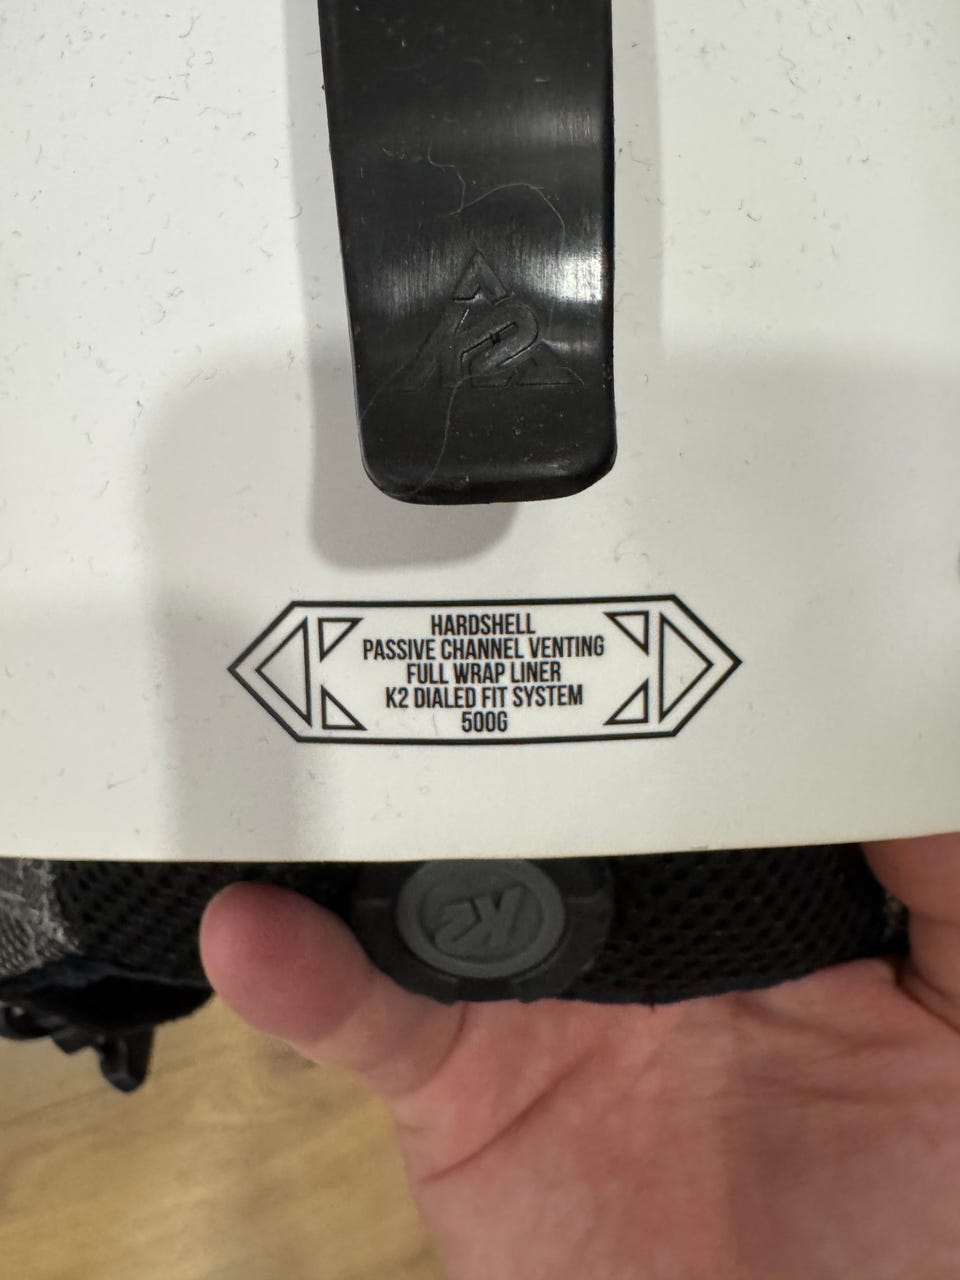 K2
HARDSHELL
PASSIVE CHANNEL VENTING
FULL WRAP LINER
K2 DIALED FIT SYSTEM
500G
K2